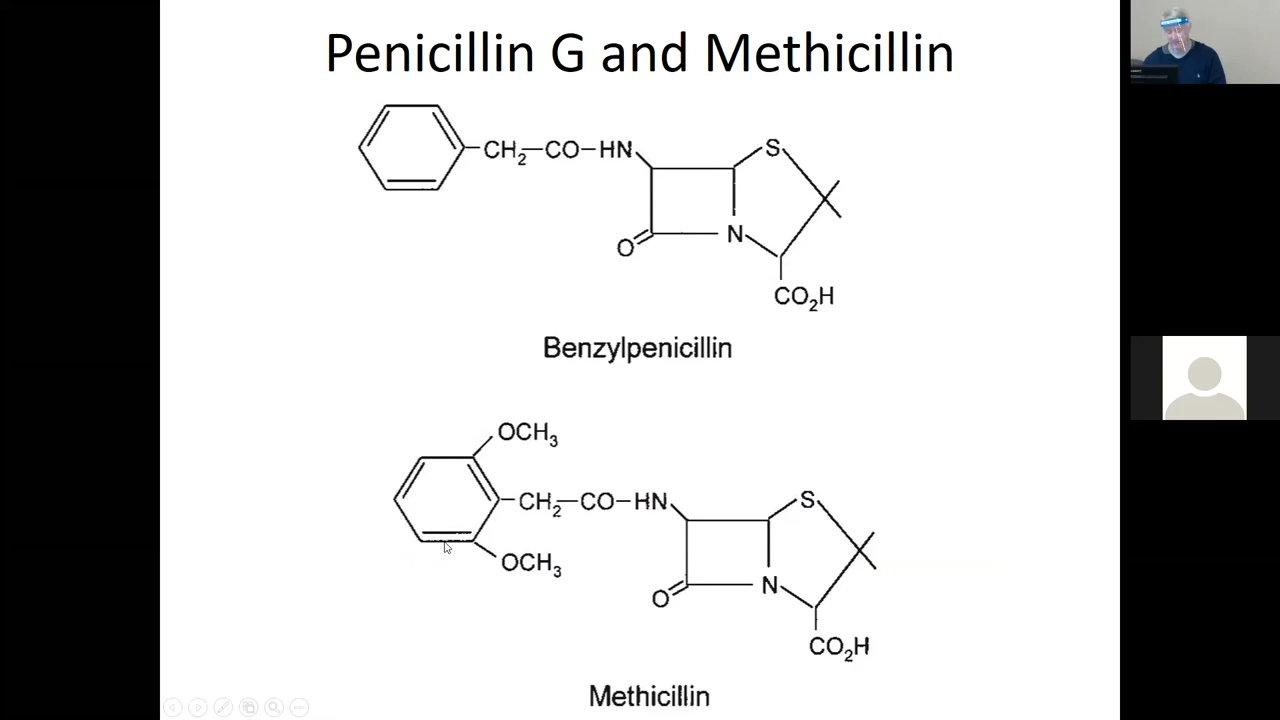 Penicillin G and Methicillin
CH₂—CO—HN
S
O
N
CO₂H
Benzylpenicillin
OCH₃
CH₂—CO—HN
S
OCH₃
O
N
CO₂H
Methicillin